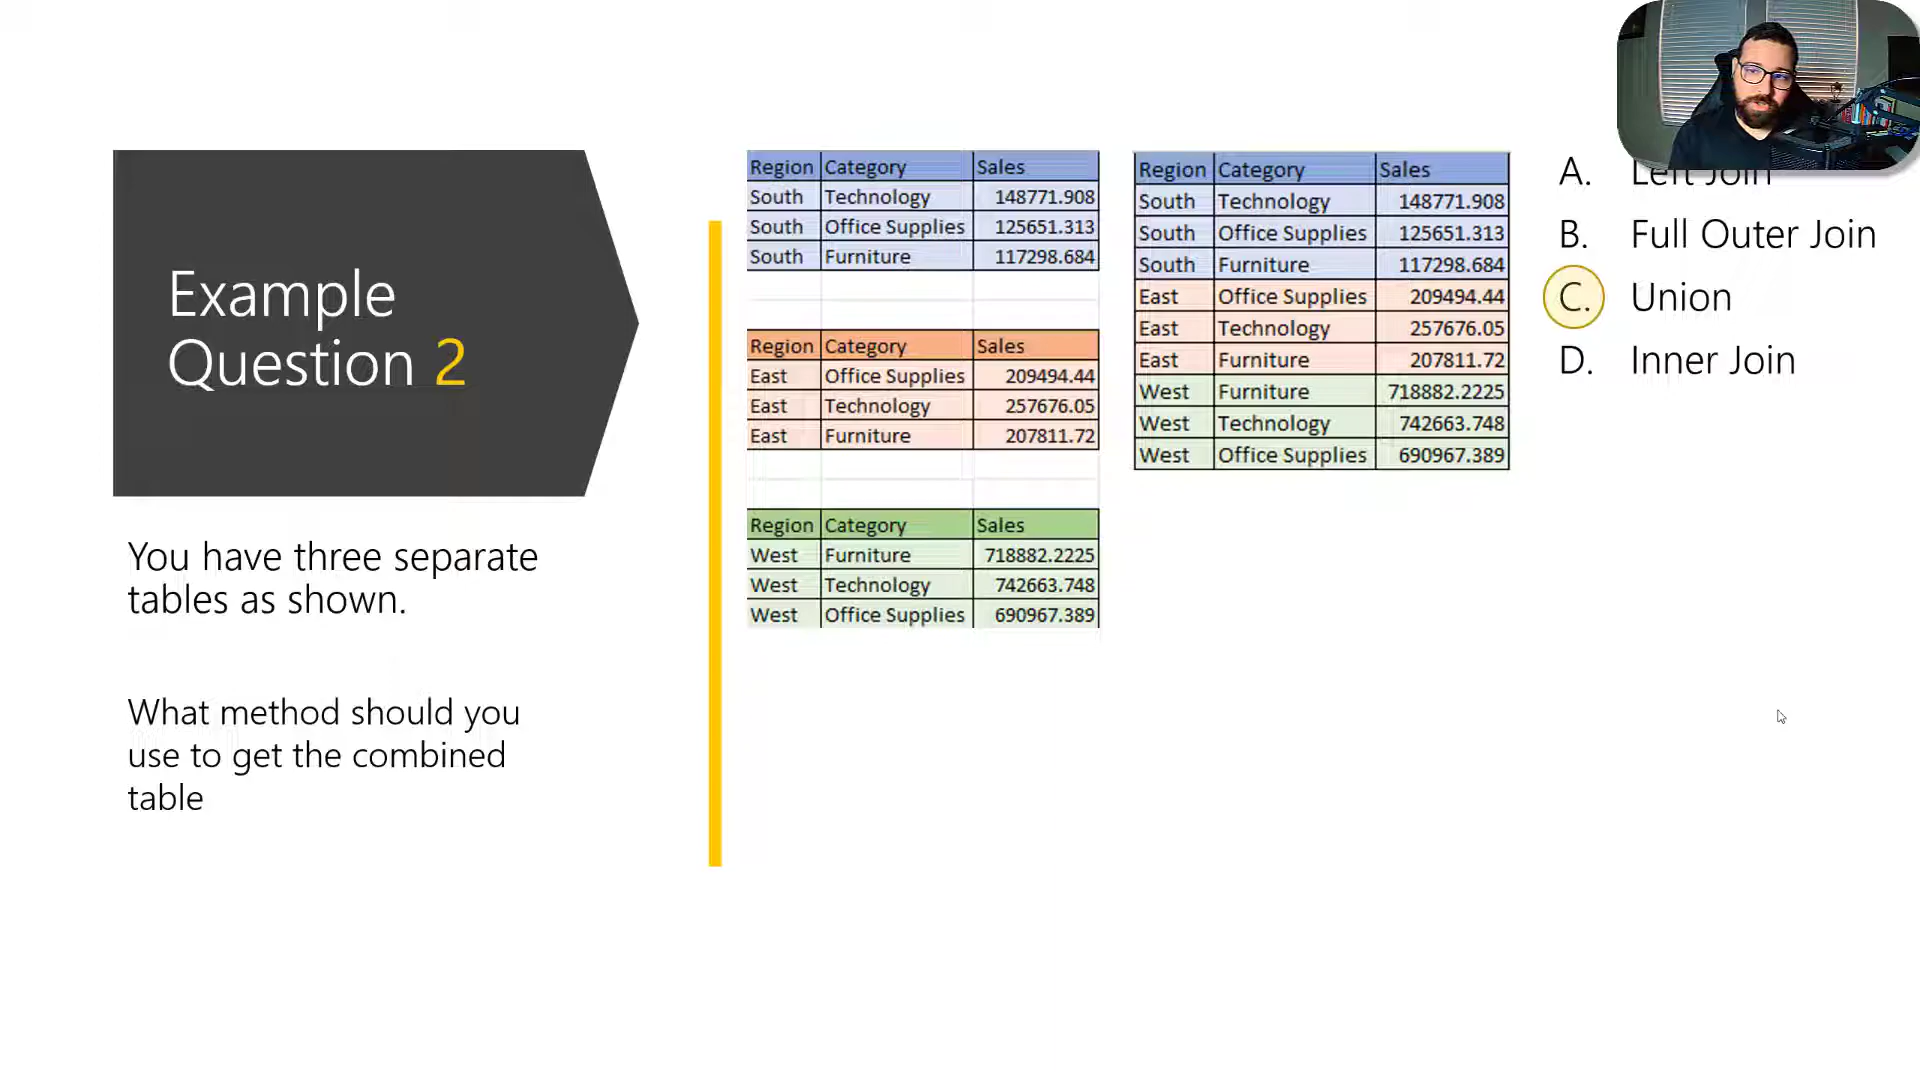 Example
Question 2
You have three separate
tables as shown.
What method should you
use to get the combined
table
Region Category Sales
South Technology 148771.908
South Office Supplies 125651.313
South Furniture 117298.684
Region Category Sales
East Office Supplies 209494.44
East Technology 257676.05
East Furniture 207811.72
Region Category Sales
West Furniture 718882.2225
West Technology 742663.748
West Office Supplies 690967.389
Region Category Sales
South Technology 148771.908
South Office Supplies 125651.313
South Furniture 117298.684
East Office Supplies 209494.44
East Technology 257676.05
East Furniture 207811.72
West Furniture 718882.2225
West Technology 742663.748
West Office Supplies 690967.389
A. Left Join
B. Full Outer Join
C. Union
D. Inner Join